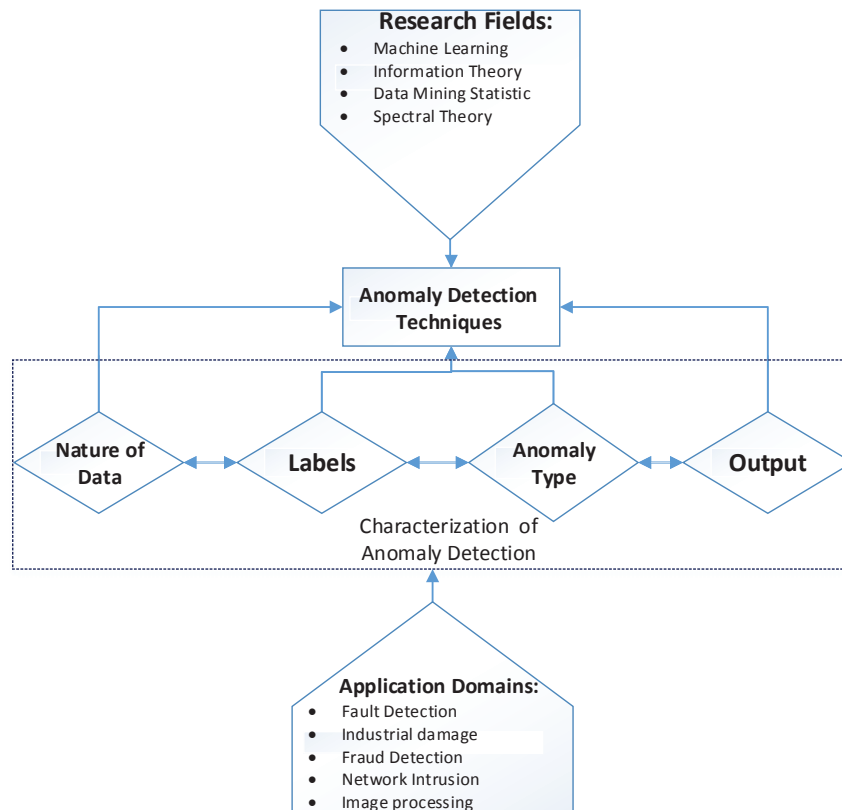 Research Fields:
• Machine Learning
• Information Theory
• Data Mining Statistic
• Spectral Theory
Anomaly Detection
Techniques
Nature of
Data
Labels
Anomaly
Type
Output
Characterization of
Anomaly Detection
Application Domains:
• Fault Detection
• Industrial damage
• Fraud Detection
• Network Intrusion
• Image processing